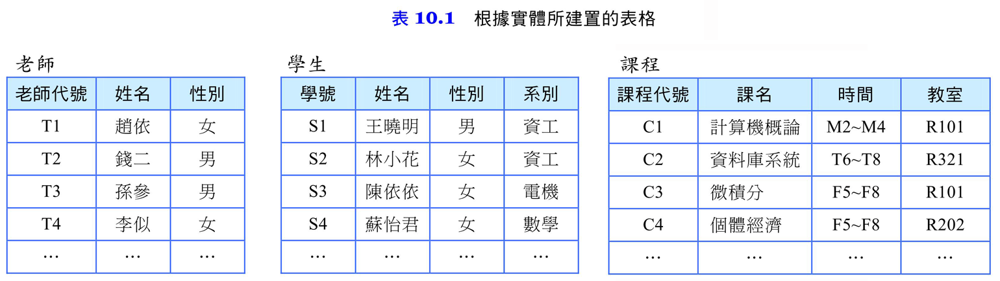 表 10.1 根據實體所建置的表格
老師
老師代號 姓名 性別
T1 趙依 女
T2 錢二 男
T3 孫參 男
T4 李似 女
… … …
學生
學號 姓名 性別 系別
S1 王曉明 男 資工
S2 林小花 女 資工
S3 陳依依 女 電機
S4 蘇怡君 女 數學
… … … …
課程
課程代號 課名 時間 教室
C1 計算機概論 M2~M4 R101
C2 資料庫系統 T6~T8 R321
C3 微積分 F5~F8 R101
C4 個體經濟 F5~F8 R202
… … … …